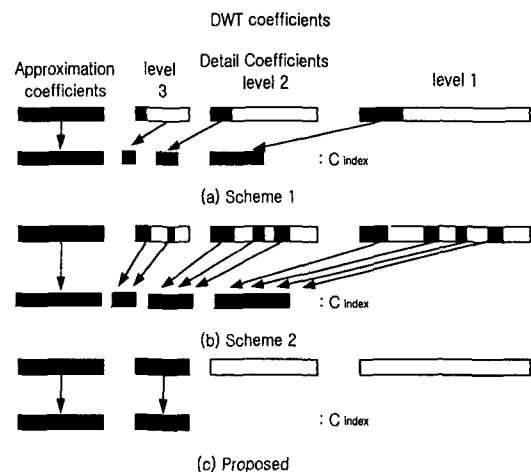 DWT coefficients
Approximation coefficients
level 3
Detail Coefficients
level 2
level 1
: C index
(a) Scheme 1
: C index
(b) Scheme 2
: C index
(c) Proposed